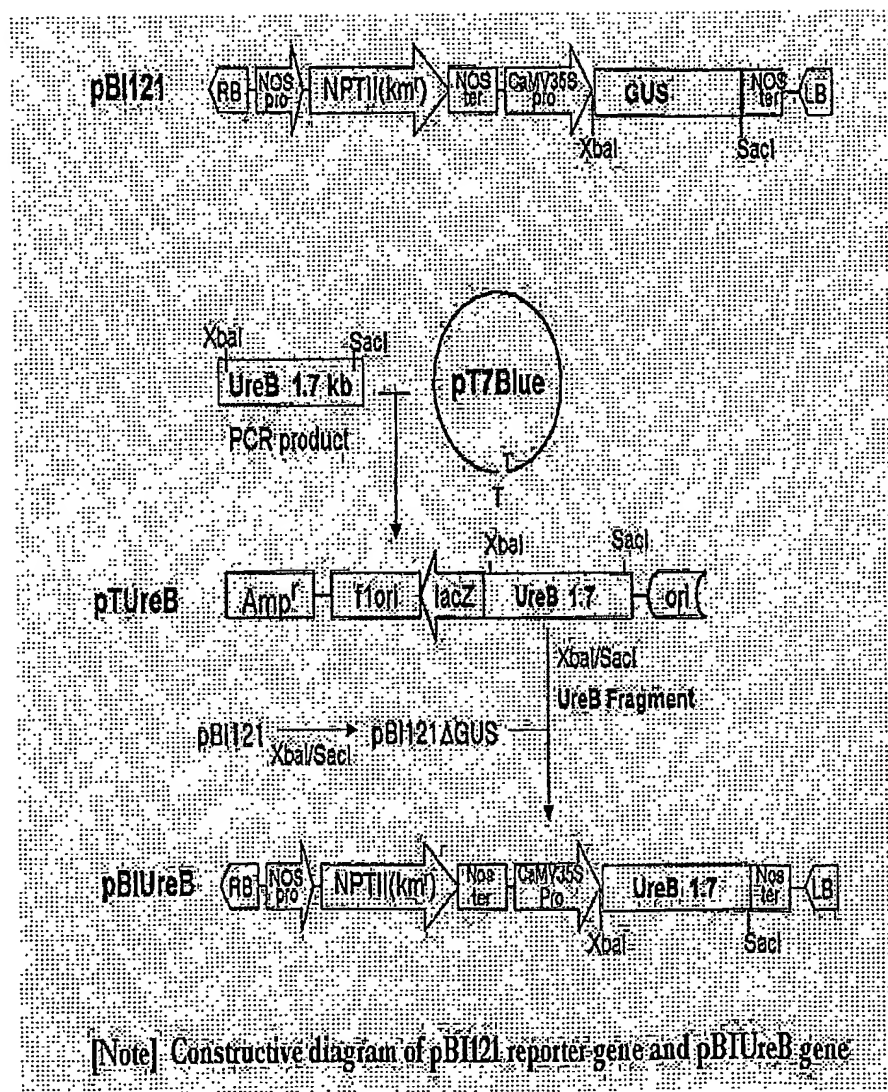 pBI121
RB
NOS pro
NPTII(kmʳ)
NOS ter
CaMV35S pro
GUS
NOS ter
LB
XbaI
SacI
XbaI
SacI
UreB 1.7 kb
PCR product
pT7Blue
T
T
XbaI
SacI
pTUreB
Ampʳ
f1ori
lacZ
UreB 1.7
ori
XbaI/SacI
UreB Fragment
pBI121
XbaI/SacI
pBI121ΔGUS
pBIUreB
RB
NOS pro
NPTII(kmʳ)
Nos ter
CaMV35S Pro
UreB 1.7
Nos ter
LB
XbaI
SacI
[Note] Constructive diagram of pBI121 reporter gene and pBIUreB gene